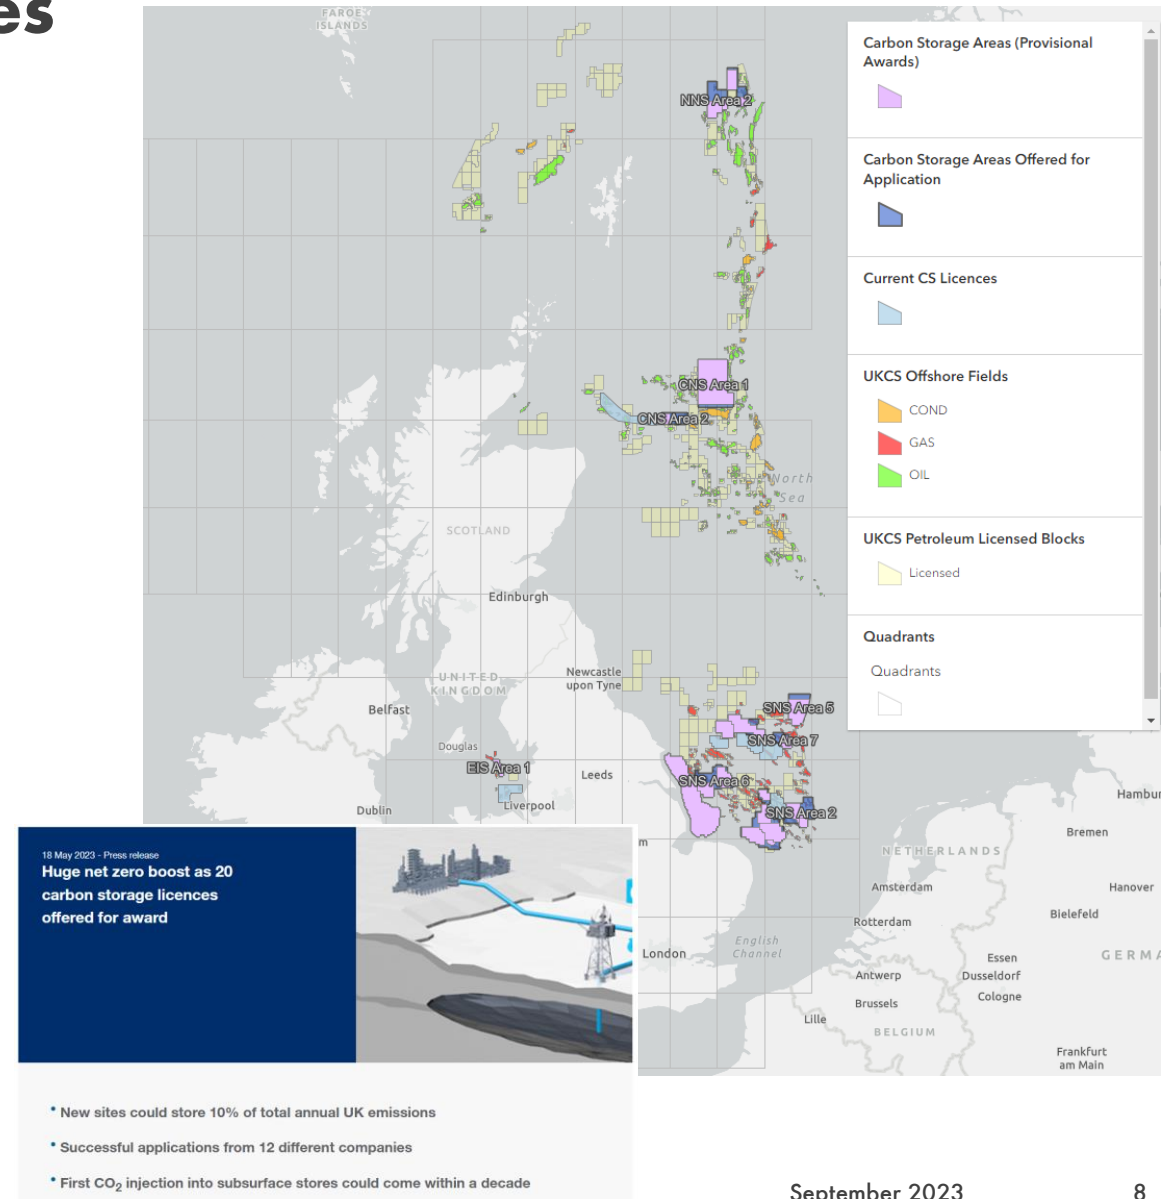 es
FAROE
ISLANDS
NNS Area 2
CNS Area 1
CNS Area 2
North
Sea
SCOTLAND
Edinburgh
UNITED
KINGDOM
Newcastle
upon Tyne
Belfast
SNS Area 5
Douglas
SNS Area 7
EIS Area 1
Leeds
SNS Area 6
Dublin
Liverpool
SNS Area 2
Hambur
Bremen
m
NETHERLANDS
Amsterdam
Hanover
Rotterdam
Bielefeld
English
Channel
London
Essen
GERMA
Antwerp
Dusseldorf
Brussels
Cologne
Lille
BELGIUM
Frankfurt
am Main
Carbon Storage Areas (Provisional
Awards)
Carbon Storage Areas Offered for
Application
Current CS Licences
UKCS Offshore Fields
COND
GAS
OIL
UKCS Petroleum Licensed Blocks
Licensed
Quadrants
Quadrants
18 May 2023 - Press release
Huge net zero boost as 20
carbon storage licences
offered for award
• New sites could store 10% of total annual UK emissions
• Successful applications from 12 different companies
• First CO₂ injection into subsurface stores could come within a decade
September 2023
8